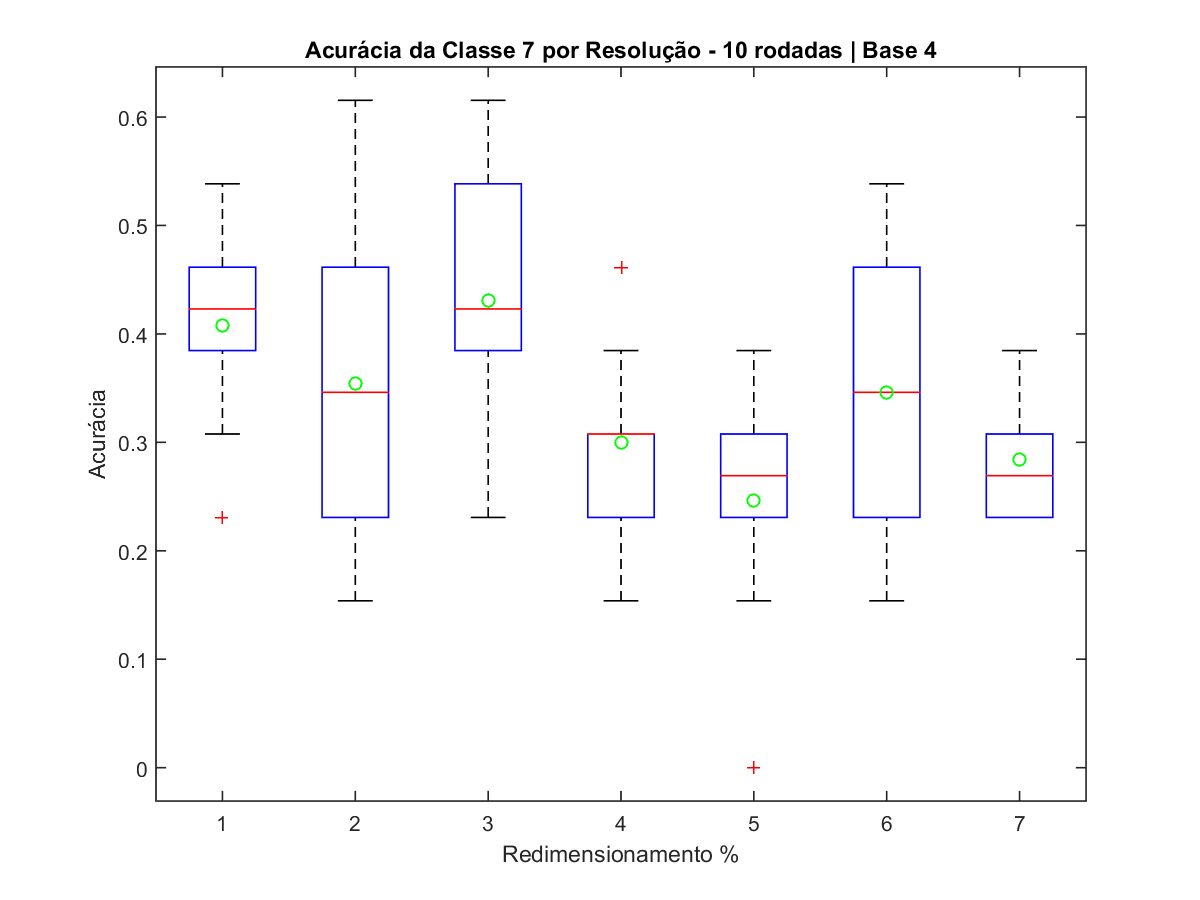 Acurácia da Classe 7 por Resolução - 10 rodadas | Base 4
0.6
0.5
0.4
0.3
0.2
0.1
0
Acurácia
1 2 3 4 5 6 7
Redimensionamento %